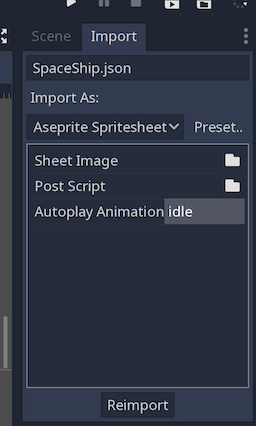 Scene Import
SpaceShip.json
Import As:
Aseprite Spritesheet Preset..
Sheet Image
Post Script
Autoplay Animation idle
Reimport